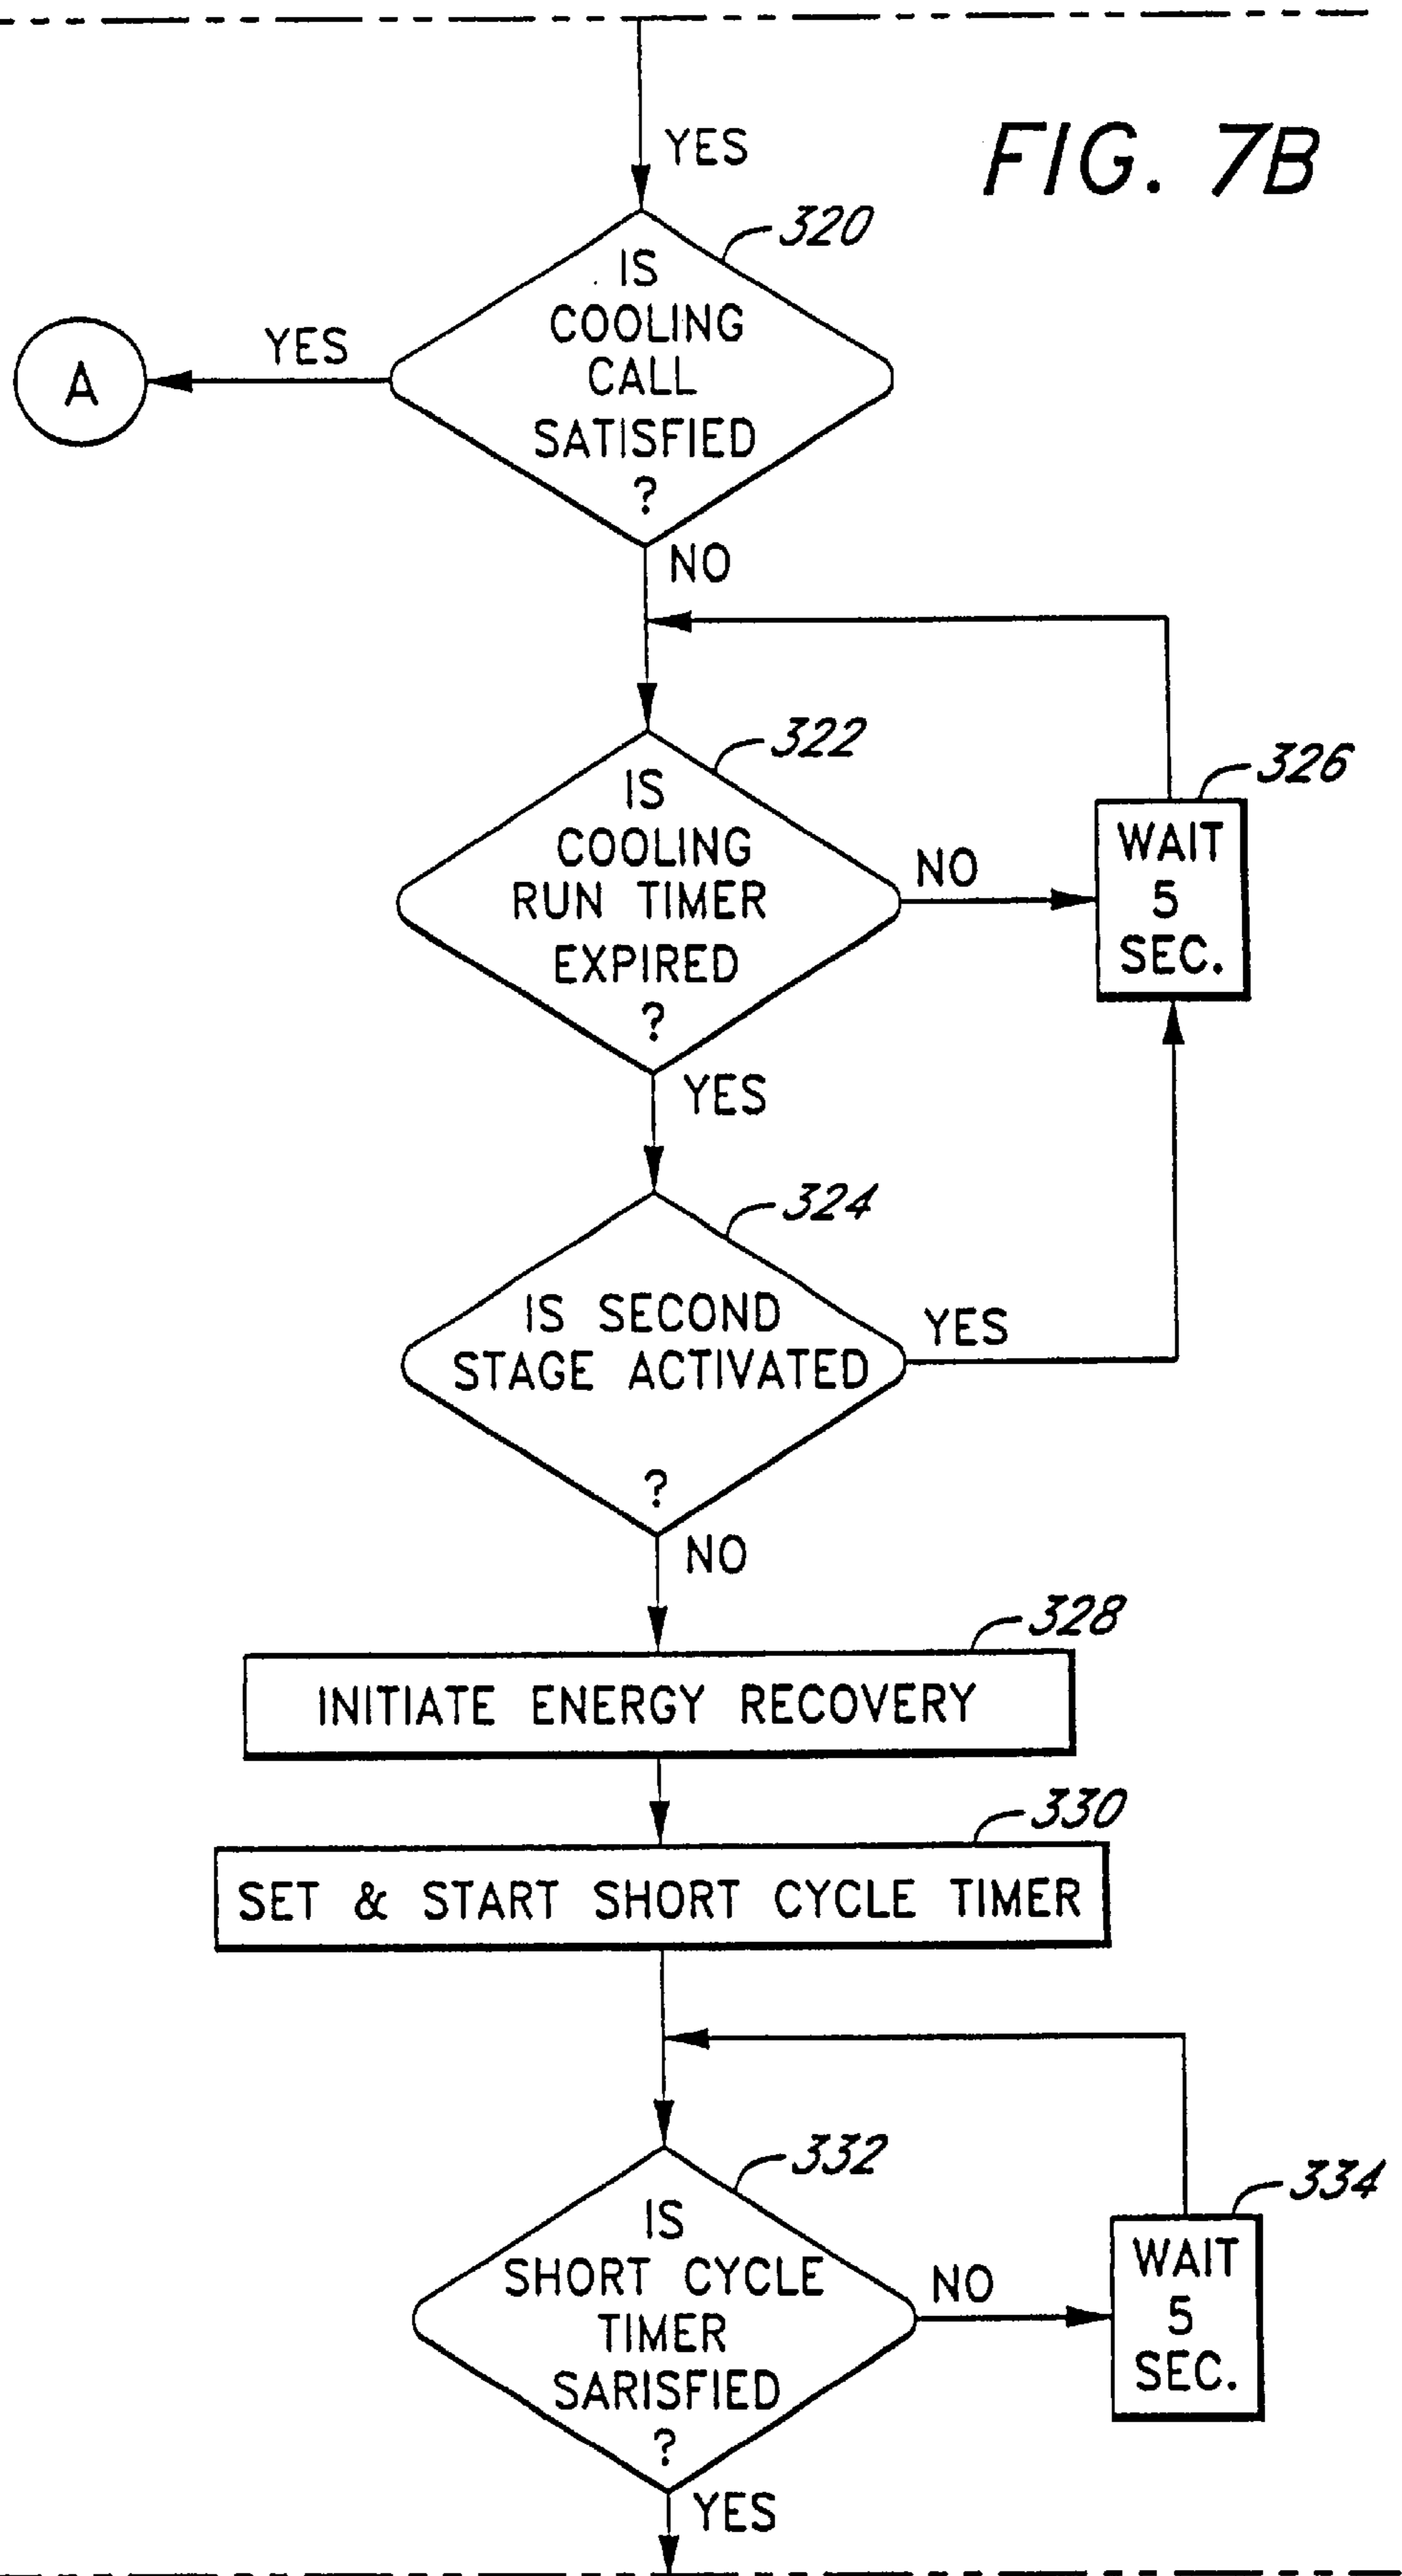 FIG. 7B
YES
320
IS
COOLING
CALL
SATISFIED
?
YES
A
NO
322
IS
COOLING
RUN TIMER
EXPIRED
?
NO
326
WAIT
5
SEC.
YES
324
IS SECOND
STAGE ACTIVATED
?
YES
NO
328
INITIATE ENERGY RECOVERY
330
SET & START SHORT CYCLE TIMER
332
IS
SHORT CYCLE
TIMER
SARISFIED
?
NO
334
WAIT
5
SEC.
YES